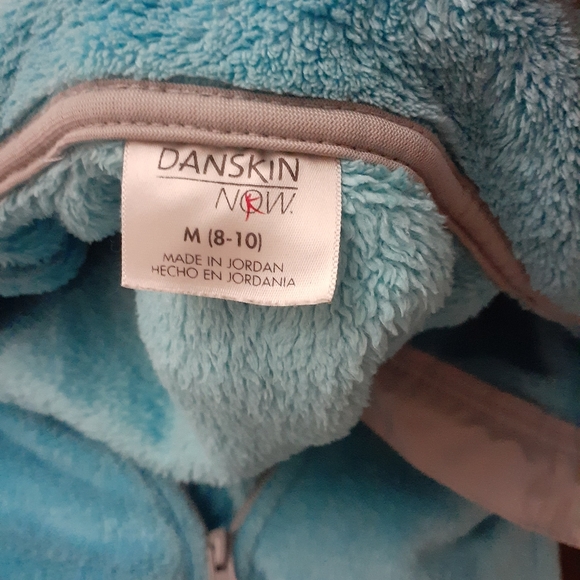 DANSKIN
NOW.
M (8-10)
MADE IN JORDAN
HECHO EN JORDANIA